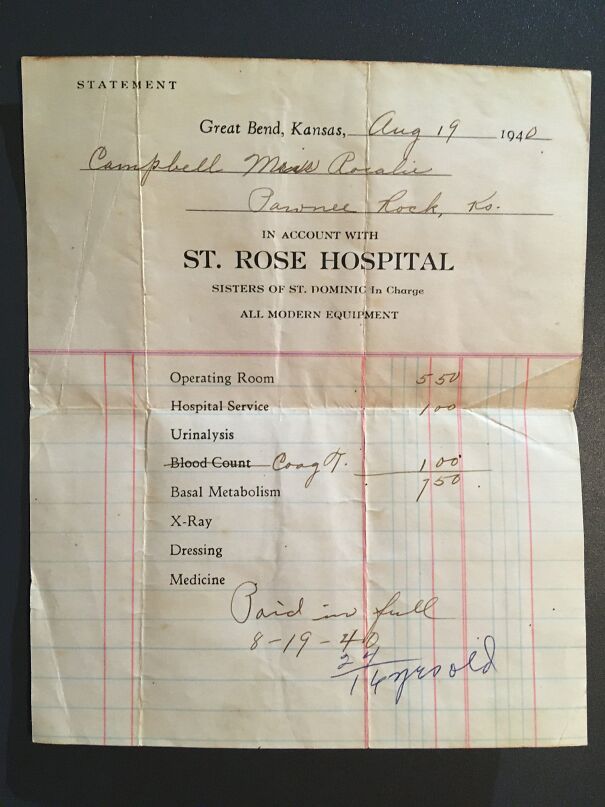 STATEMENT
Great Bend, Kansas, Aug 19 1940
Campbell Miss Rosalie
Pawnee Rock, Ks.
IN ACCOUNT WITH
ST. ROSE HOSPITAL
SISTERS OF ST. DOMINIC In Charge
ALL MODERN EQUIPMENT
Operating Room 5 50
Hospital Service 1 00
Urinalysis
Blood Count Coag T. 1 00
7 50
Basal Metabolism
X-Ray
Dressing
Medicine
Paid in full
8-19-40
24
16 yrs old